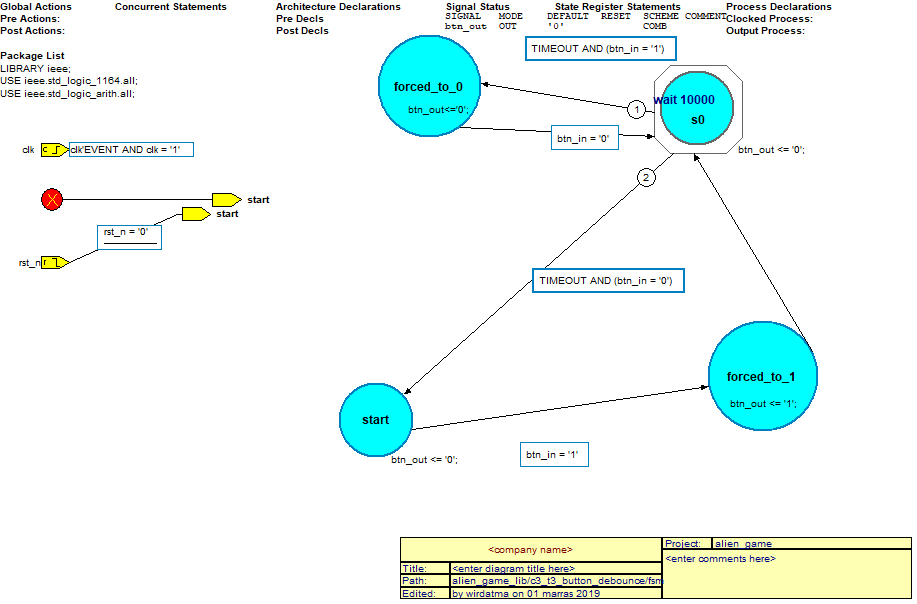 Global Actions
Pre Actions:
Post Actions:
Concurrent Statements
Architecture Declarations
Pre Decls
Post Decls
Signal Status
SIGNAL MODE DEFAULT RESET SCHEME COMMENT
btn_out OUT '0' COMB
State Register Statements
Process Declarations
Clocked Process:
Output Process:
Package List
LIBRARY ieee;
USE ieee.std_logic_1164.all;
USE ieee.std_logic_arith.all;
clk
c
clk'EVENT AND clk = '1'
start
start
rst_n = '0'
rst_n
r
TIMEOUT AND (btn_in = '1')
forced_to_0
btn_out<='0';
1
wait 10000
s0
btn_in = '0'
btn_out <= '0';
2
TIMEOUT AND (btn_in = '0')
forced_to_1
btn_out <= '1';
start
btn_out <= '0';
btn_in = '1'
<company name>
Project: alien_game
<enter comments here>
Title: <enter diagram title here>
Path: alien_game_lib/c3_t3_button_debounce/fsm
Edited: by wirdatma on 01 marras 2019